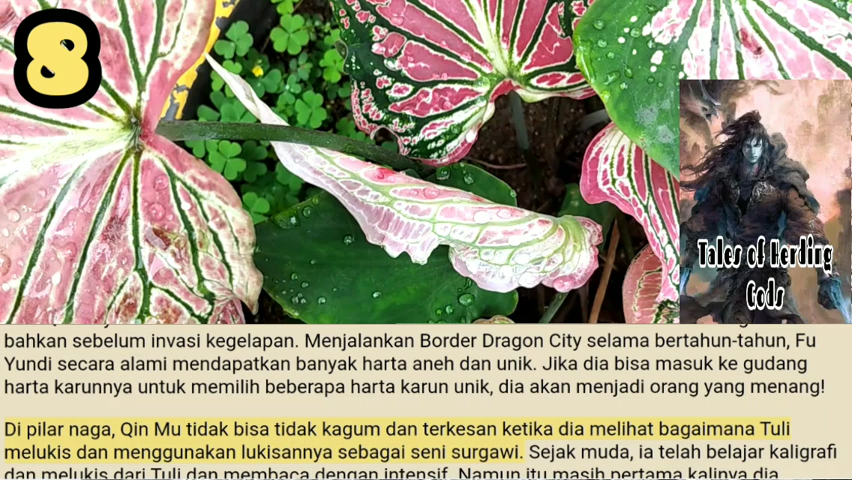 8
Tales of Herding
Gods
bahkan sebelum invasi kegelapan. Menjalankan Border Dragon City selama bertahun-tahun, Fu
Yundi secara alami mendapatkan banyak harta aneh dan unik. Jika dia bisa masuk ke gudang
harta karunnya untuk memilih beberapa harta karun unik, dia akan menjadi orang yang menang!
Di pilar naga, Qin Mu tidak bisa tidak kagum dan terkesan ketika dia melihat bagaimana Tuli
melukis dan menggunakan lukisannya sebagai seni surgawi. Sejak muda, ia telah belajar kaligrafi
dan melukis dari Tuli dan membaca dengan intensif. Namun itu masih pertama kalinya dia